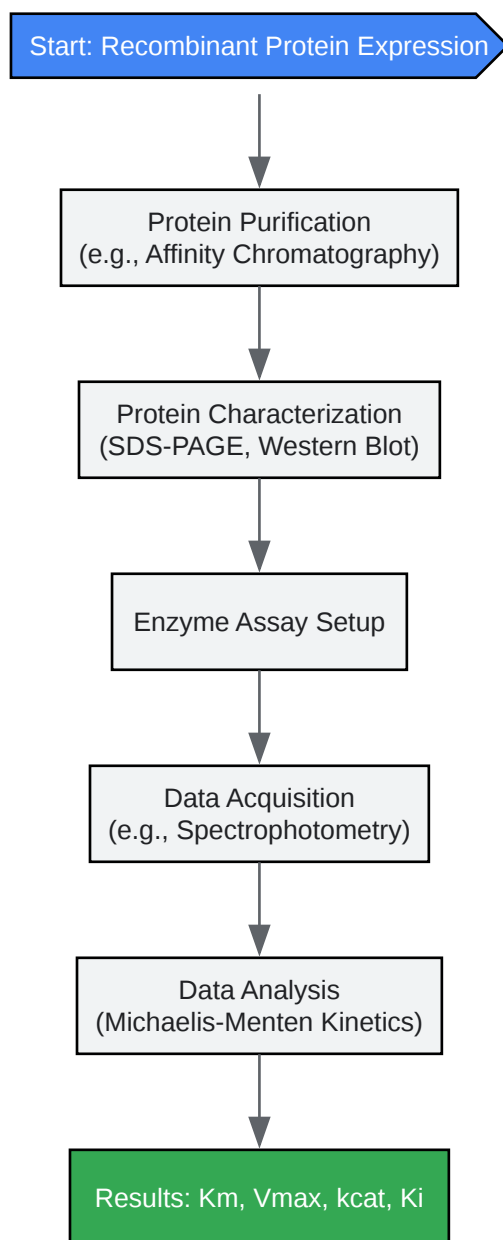 Start: Recombinant Protein Expression
Protein Purification
(e.g., Affinity Chromatography)
Protein Characterization
(SDS-PAGE, Western Blot)
Enzyme Assay Setup
Data Acquisition
(e.g., Spectrophotometry)
Data Analysis
(Michaelis-Menten Kinetics)
Results: Km, Vmax, kcat, Ki